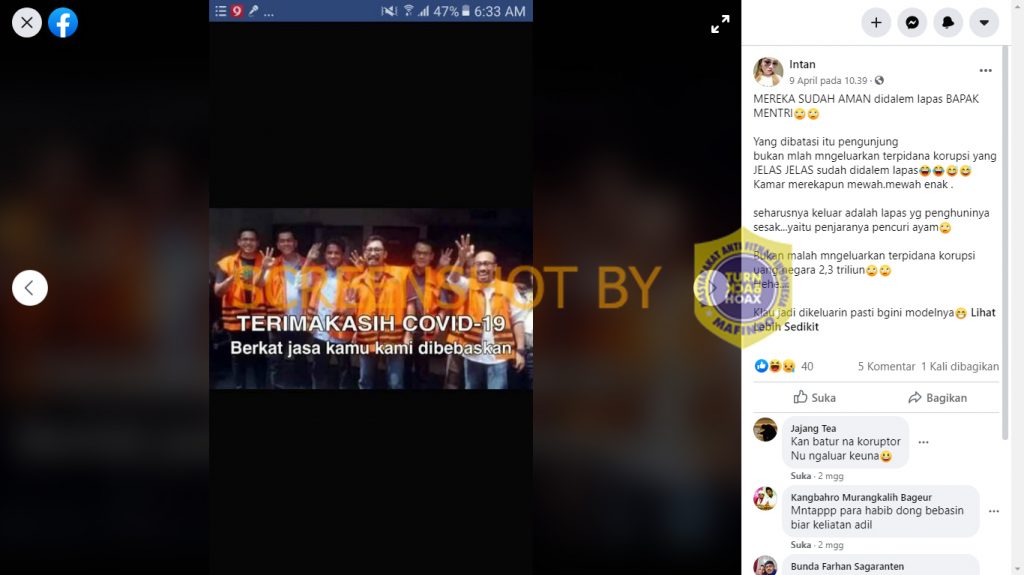 9 ... 47% 6:33 AM
SCREENSHOT BY
TERIMAKASIH COVID-19
Berkat jasa kamu kami dibebaskan
TURN
BACK
HOAX
MAFINDO
Intan
9 April pada 10.39 ·
MEREKA SUDAH AMAN didalem lapas BAPAK
MENTRI🙄🙄
Yang dibatasi itu pengunjung
bukan mlah mngeluarkan terpidana korupsi yang
JELAS JELAS sudah didalem lapas😂😂😅😅
Kamar merekapun mewah.mewah enak .
seharusnya keluar adalah lapas yg penghuninya
sesak...yaitu penjaranya pencuri ayam🙄
Bukan malah mngeluarkan terpidana korupsi
uang negara 2,3 triliun🙄🙄
Hehe..
Klau jadi dikeluarin pasti bgini modelnya😁 Lihat
Lebih Sedikit
40 5 Komentar 1 Kali dibagikan
Suka Bagikan
Jajang Tea
Kan batur na koruptor
Nu ngaluar keuna😃
Suka · 2 mgg
Kangbahro Murangkalih Bageur
Mntappp para habib dong bebasin
biar keliatan adil
Suka · 2 mgg
Bunda Farhan Sagaranten